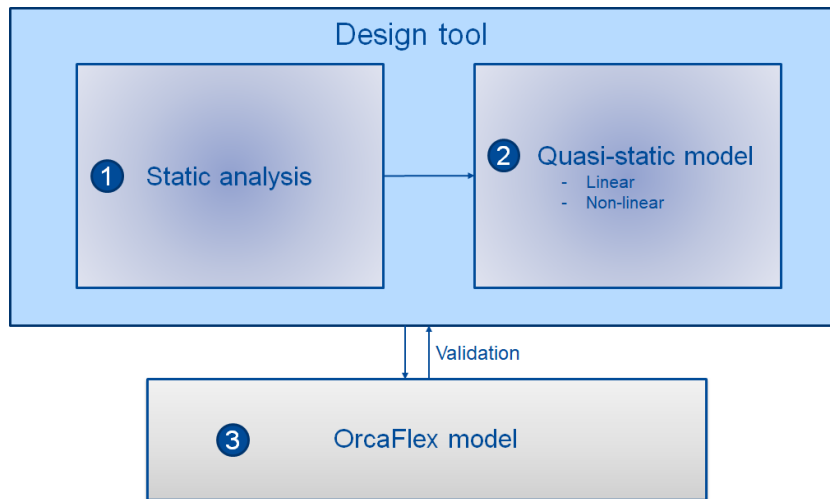 Design tool
1 Static analysis
2 Quasi-static model
- Linear
- Non-linear
Validation
3 OrcaFlex model